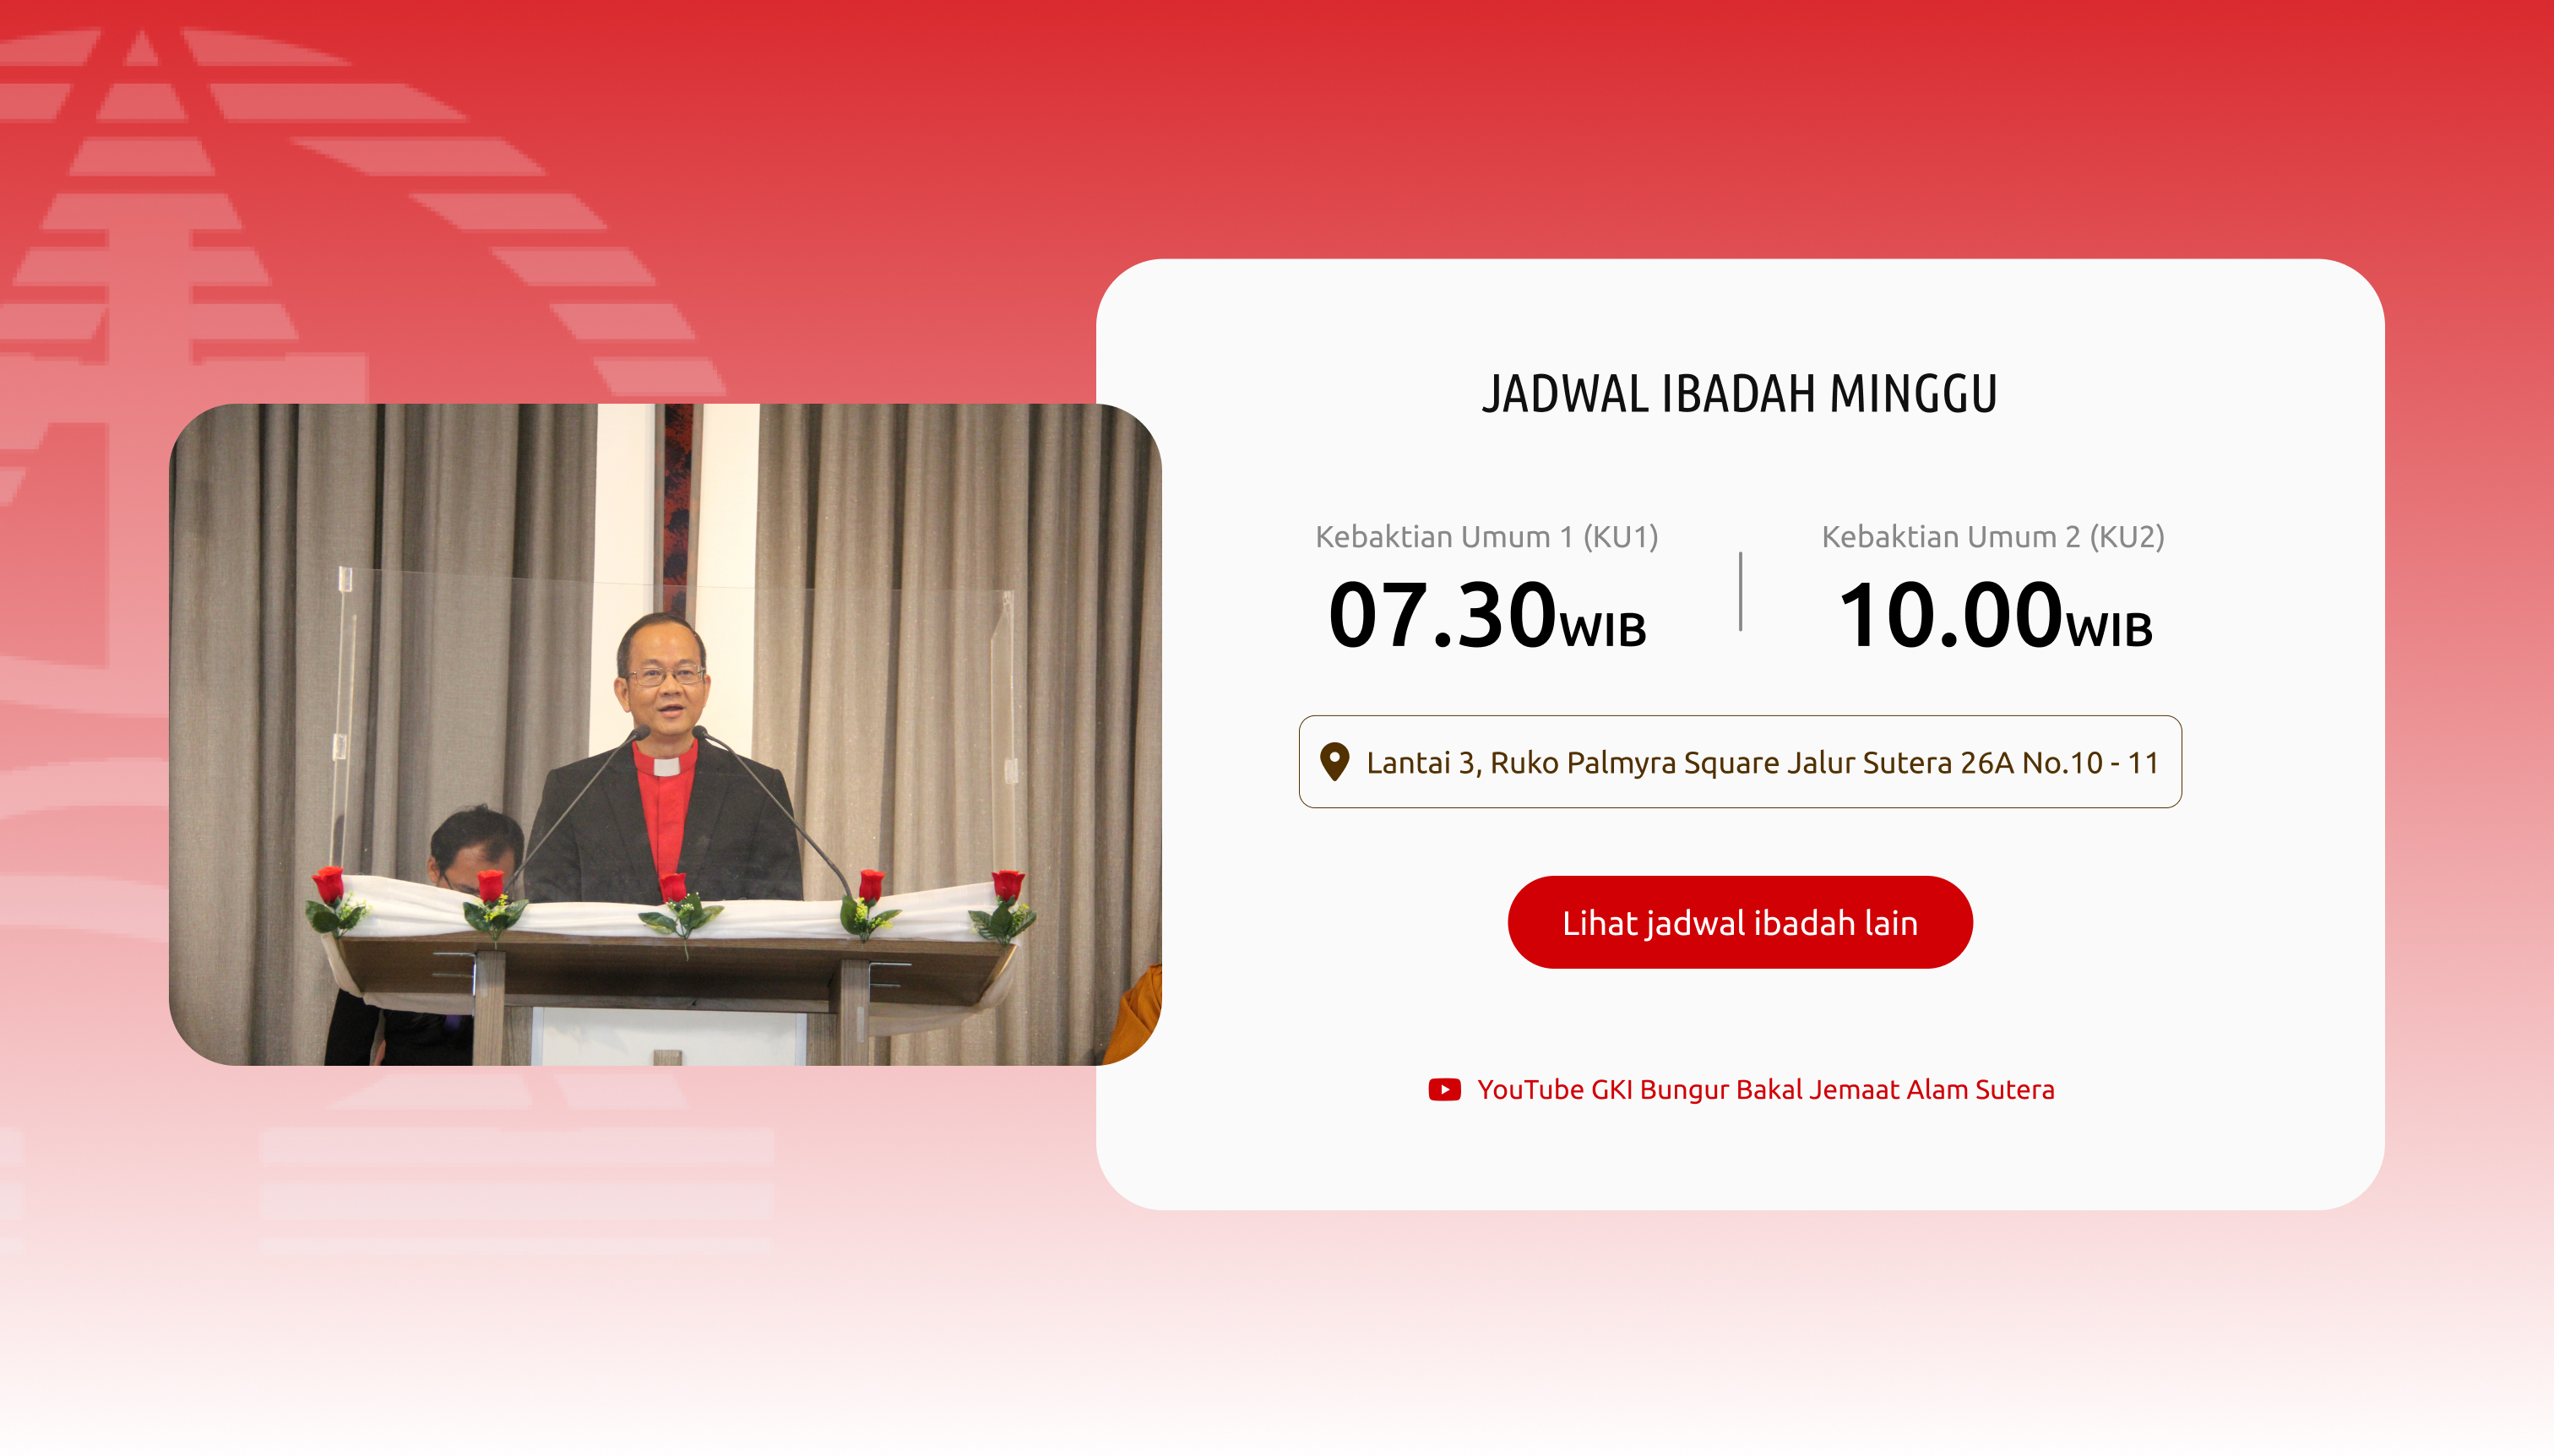 JADWAL IBADAH MINGGU
Kebaktian Umum 1 (KU1)
07.30WIB
Kebaktian Umum 2 (KU2)
10.00WIB
Lantai 3, Ruko Palmyra Square Jalur Sutera 26A No.10 - 11
Lihat jadwal ibadah lain
YouTube GKI Bungur Bakal Jemaat Alam Sutera